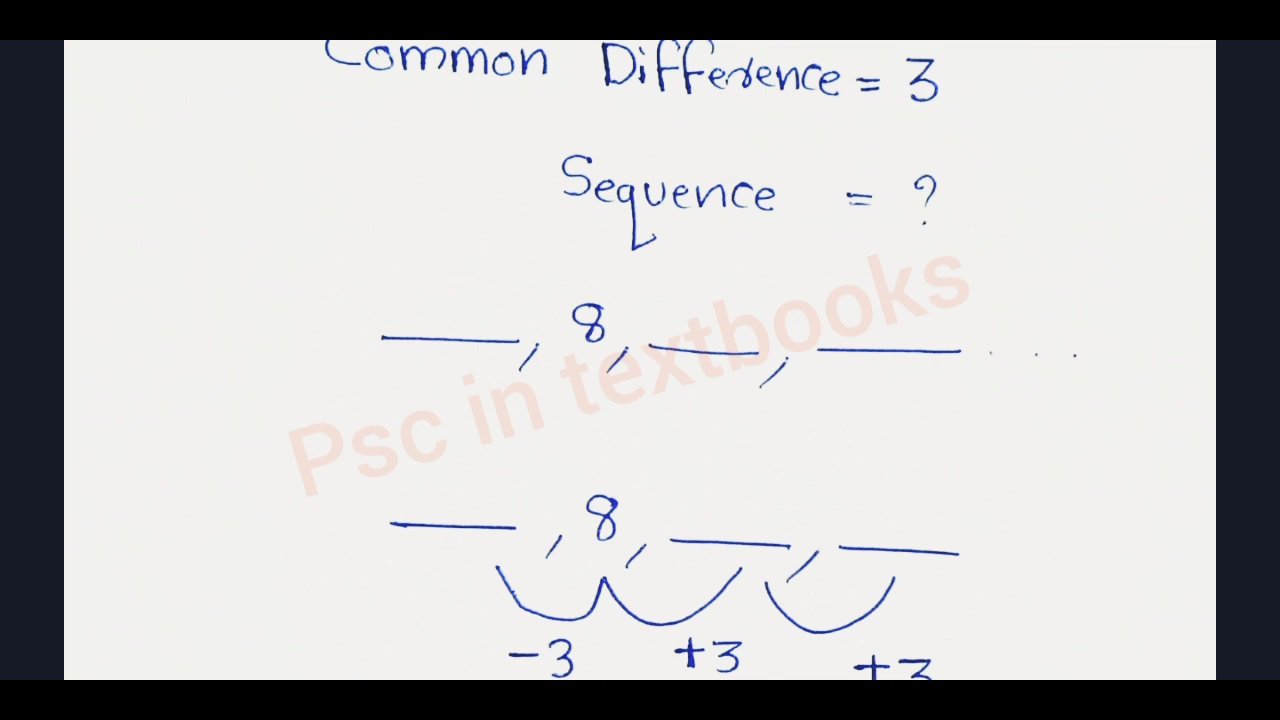 Common Difference = 3
Sequence = ?
____, 8, ____, ____ . . .
Psc in textbooks
____, 8, ____, ____
-3 +3 +3